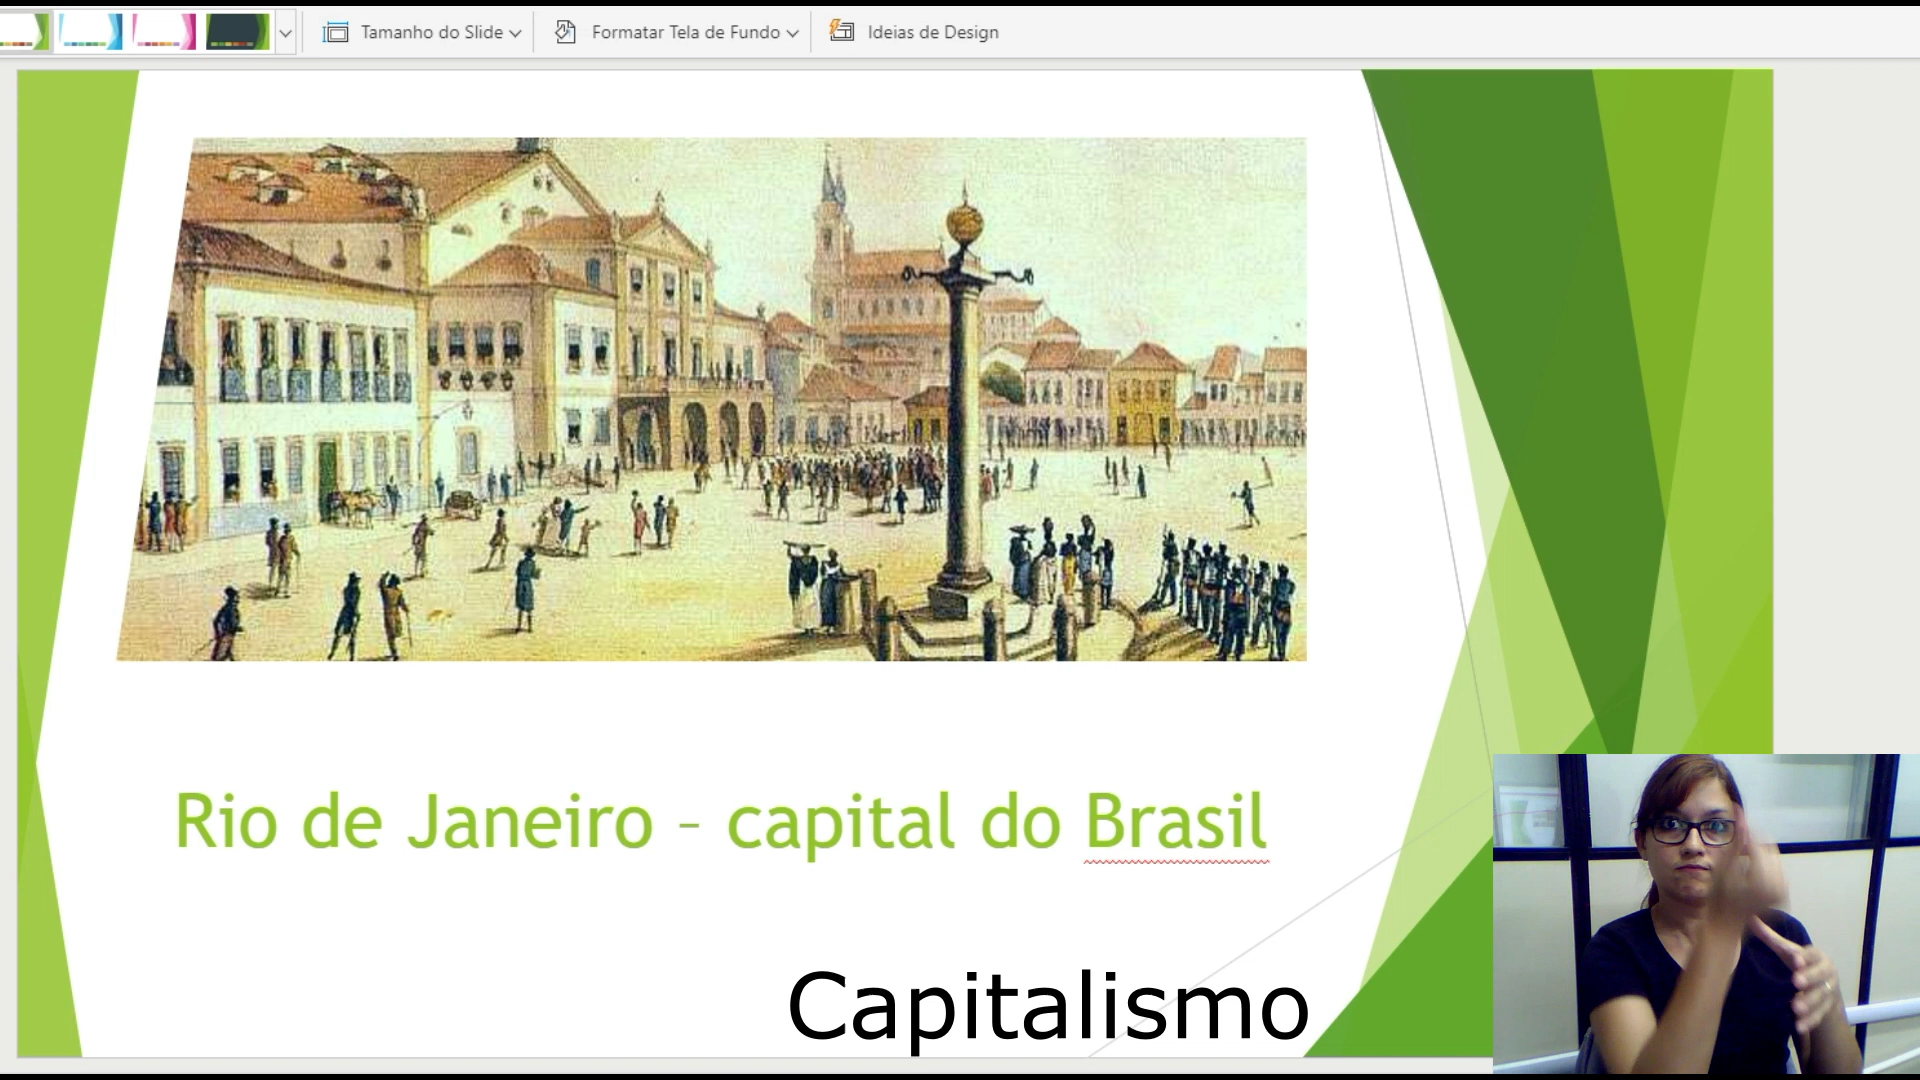 Tamanho do Slide
Formatar Tela de Fundo
Ideias de Design
Rio de Janeiro – capital do Brasil
Capitalismo